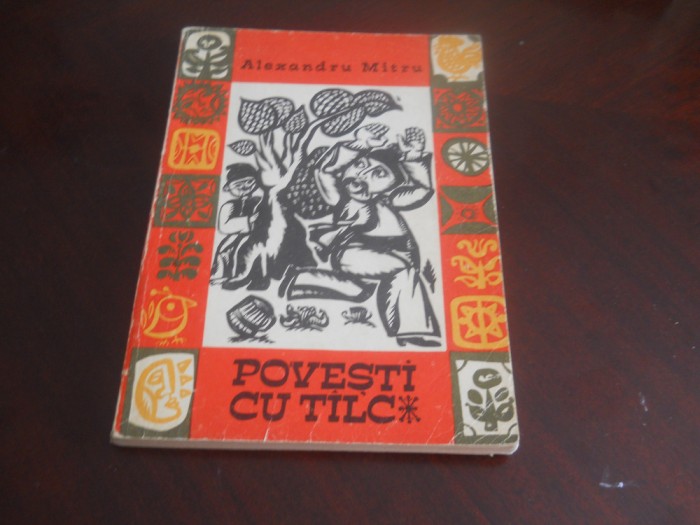 Alexandru Mitru
POVEȘTI
CU TÎLC